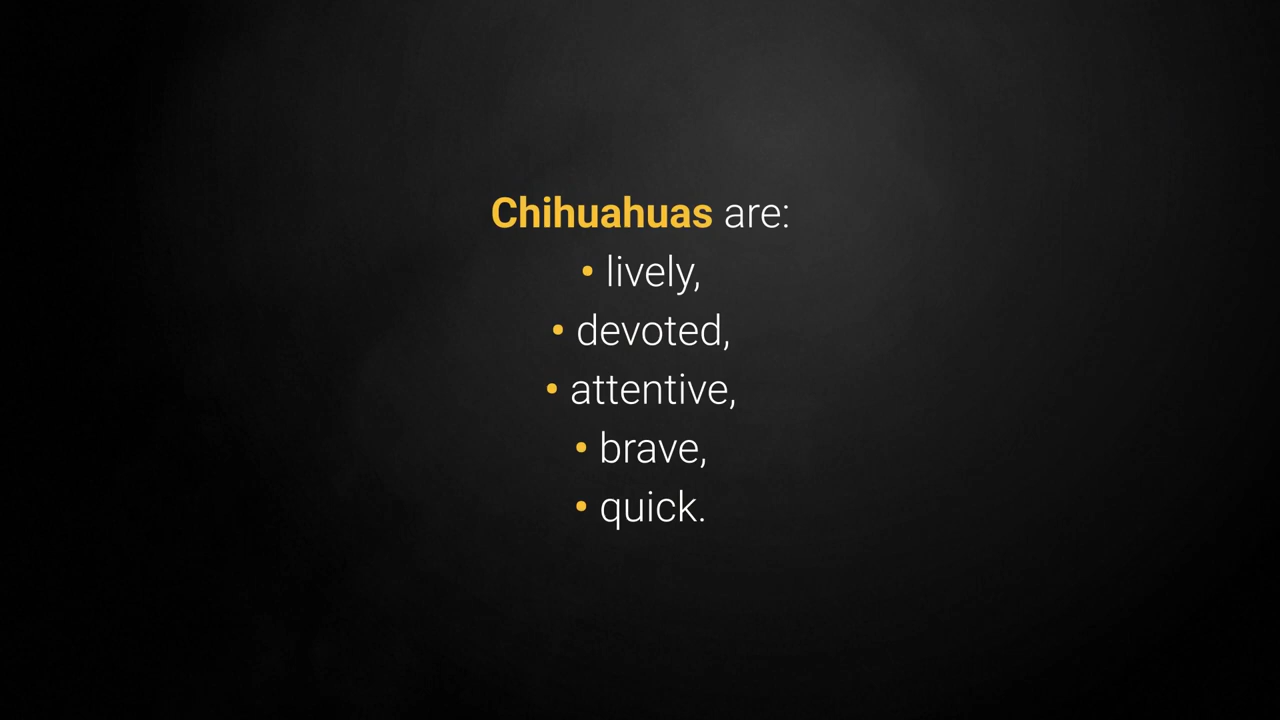 Chihuahuas are:
• lively,
• devoted,
• attentive,
• brave,
• quick.